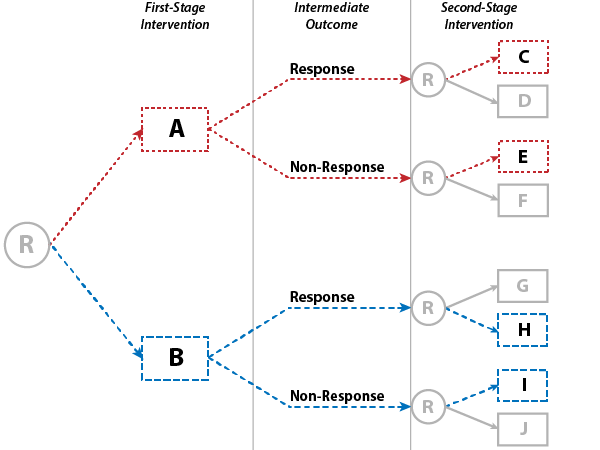 First-Stage
Intervention
Intermediate
Outcome
Second-Stage
Intervention
Response
R
C
D
A
Non-Response
R
E
F
R
Response
R
G
H
B
Non-Response
R
I
J